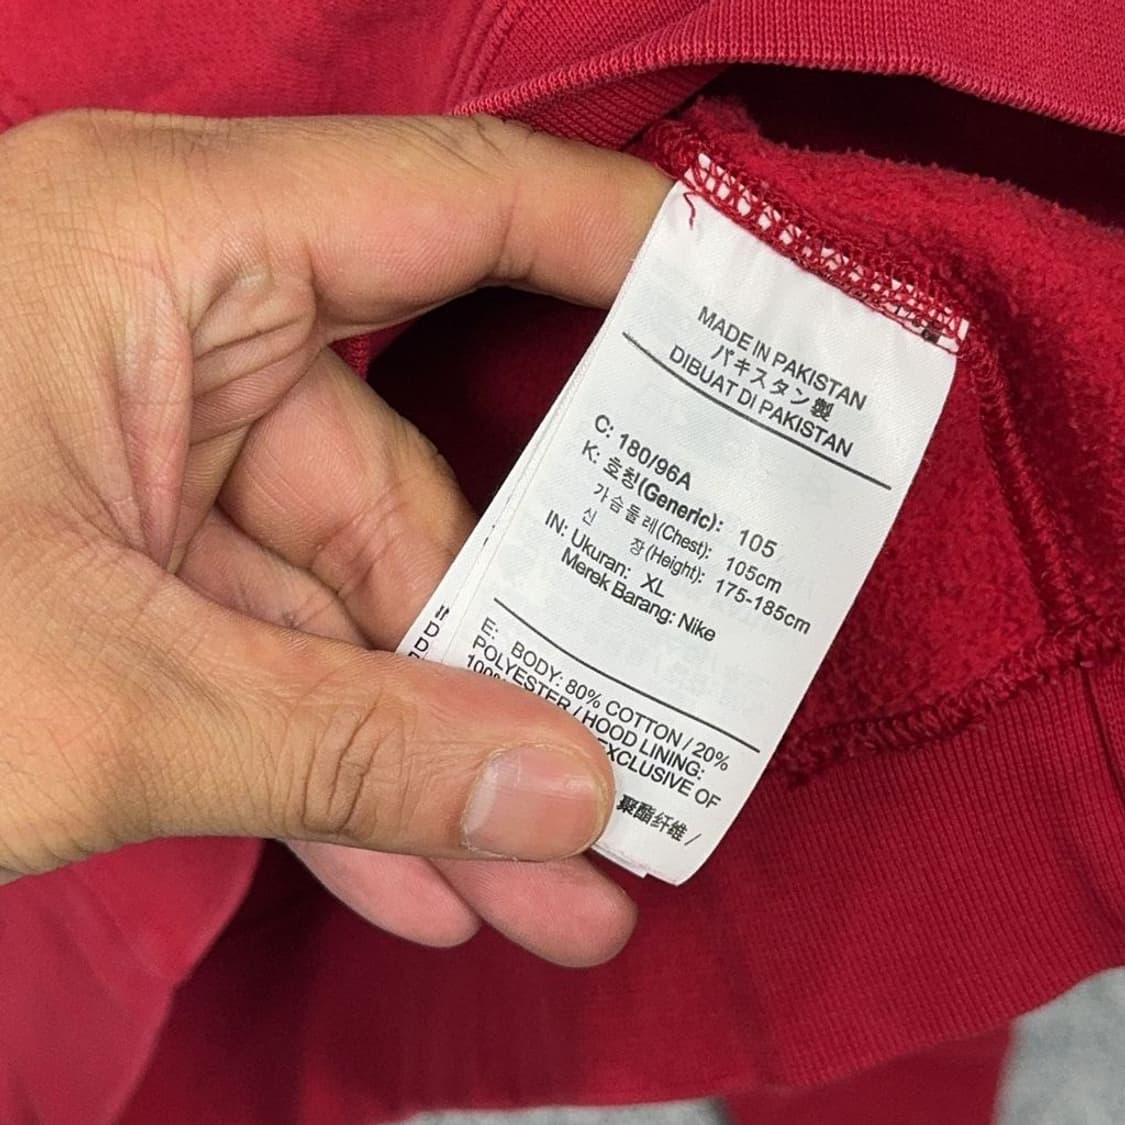 MADE IN PAKISTAN
パキスタン製
DIBUAT DI PAKISTAN
C: 180/96A
K: 호칭(Generic): 105
가슴둘레(Chest): 105cm
신 장(Height): 175-185cm
IN: Ukuran: XL
Merek Barang: Nike
E: BODY: 80% COTTON / 20%
POLYESTER / HOOD LINING:
100% EXCLUSIVE OF
聚酯纤维 /